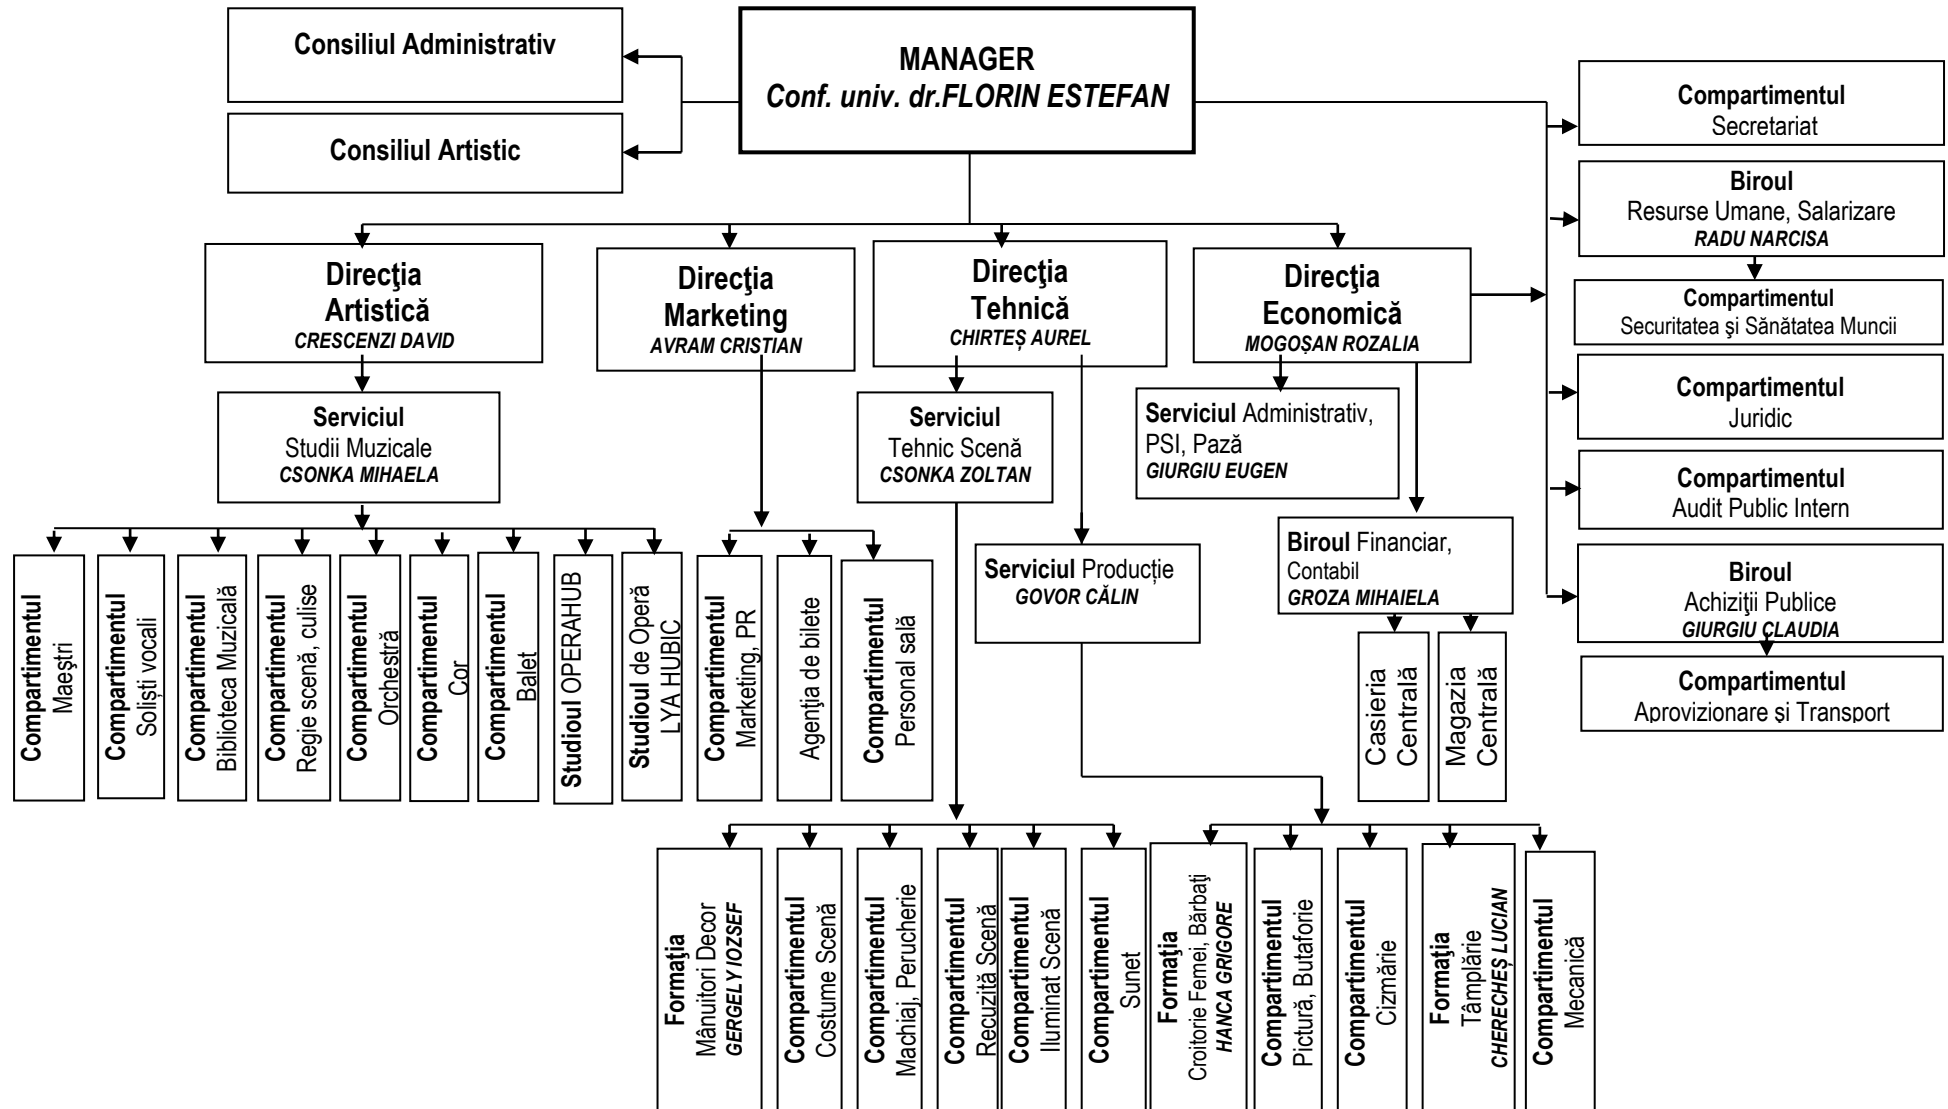 Consiliul Administrativ
MANAGER
Conf. univ. dr.FLORIN ESTEFAN
Consiliul Artistic
Compartimentul
Secretariat
Biroul
Resurse Umane, Salarizare
RADU NARCISA
Compartimentul
Securitatea şi Sănătatea Muncii
Compartimentul
Juridic
Compartimentul
Audit Public Intern
Biroul
Achiziţii Publice
GIURGIU CLAUDIA
Compartimentul
Aprovizionare și Transport
Direcţia
Artistică
CRESCENZI DAVID
Direcţia
Marketing
AVRAM CRISTIAN
Direcţia
Tehnică
CHIRTEȘ AUREL
Direcţia
Economică
MOGOȘAN ROZALIA
Serviciul
Studii Muzicale
CSONKA MIHAELA
Serviciul
Tehnic Scenă
CSONKA ZOLTAN
Serviciul Administrativ,
PSI, Pază
GIURGIU EUGEN
Serviciul Producție
GOVOR CĂLIN
Biroul Financiar,
Contabil
GROZA MIHAIELA
Compartimentul
Maeştri
Compartimentul
Soliști vocali
Compartimentul
Biblioteca Muzicală
Compartimentul
Regie scenă, culise
Compartimentul
Orchestră
Compartimentul
Cor
Compartimentul
Balet
Studioul OPERAHUB
Studioul de Operă
LYA HUBIC
Compartimentul
Marketing, PR
Agenţia de bilete
Compartimentul
Personal sală
Casieria
Centrală
Magazia
Centrală
Formaţia
Mânuitori Decor
GERGELY IOZSEF
Compartimentul
Costume Scenă
Compartimentul
Machiaj, Perucherie
Compartimentul
Recuzită Scenă
Compartimentul
Iluminat Scenă
Compartimentul
Sunet
Formaţia
Croitorie Femei, Bărbaţi
HANCA GRIGORE
Compartimentul
Pictură, Butaforie
Compartimentul
Cizmărie
Formaţia
Tâmplărie
CHERECHEȘ LUCIAN
Compartimentul
Mecanică